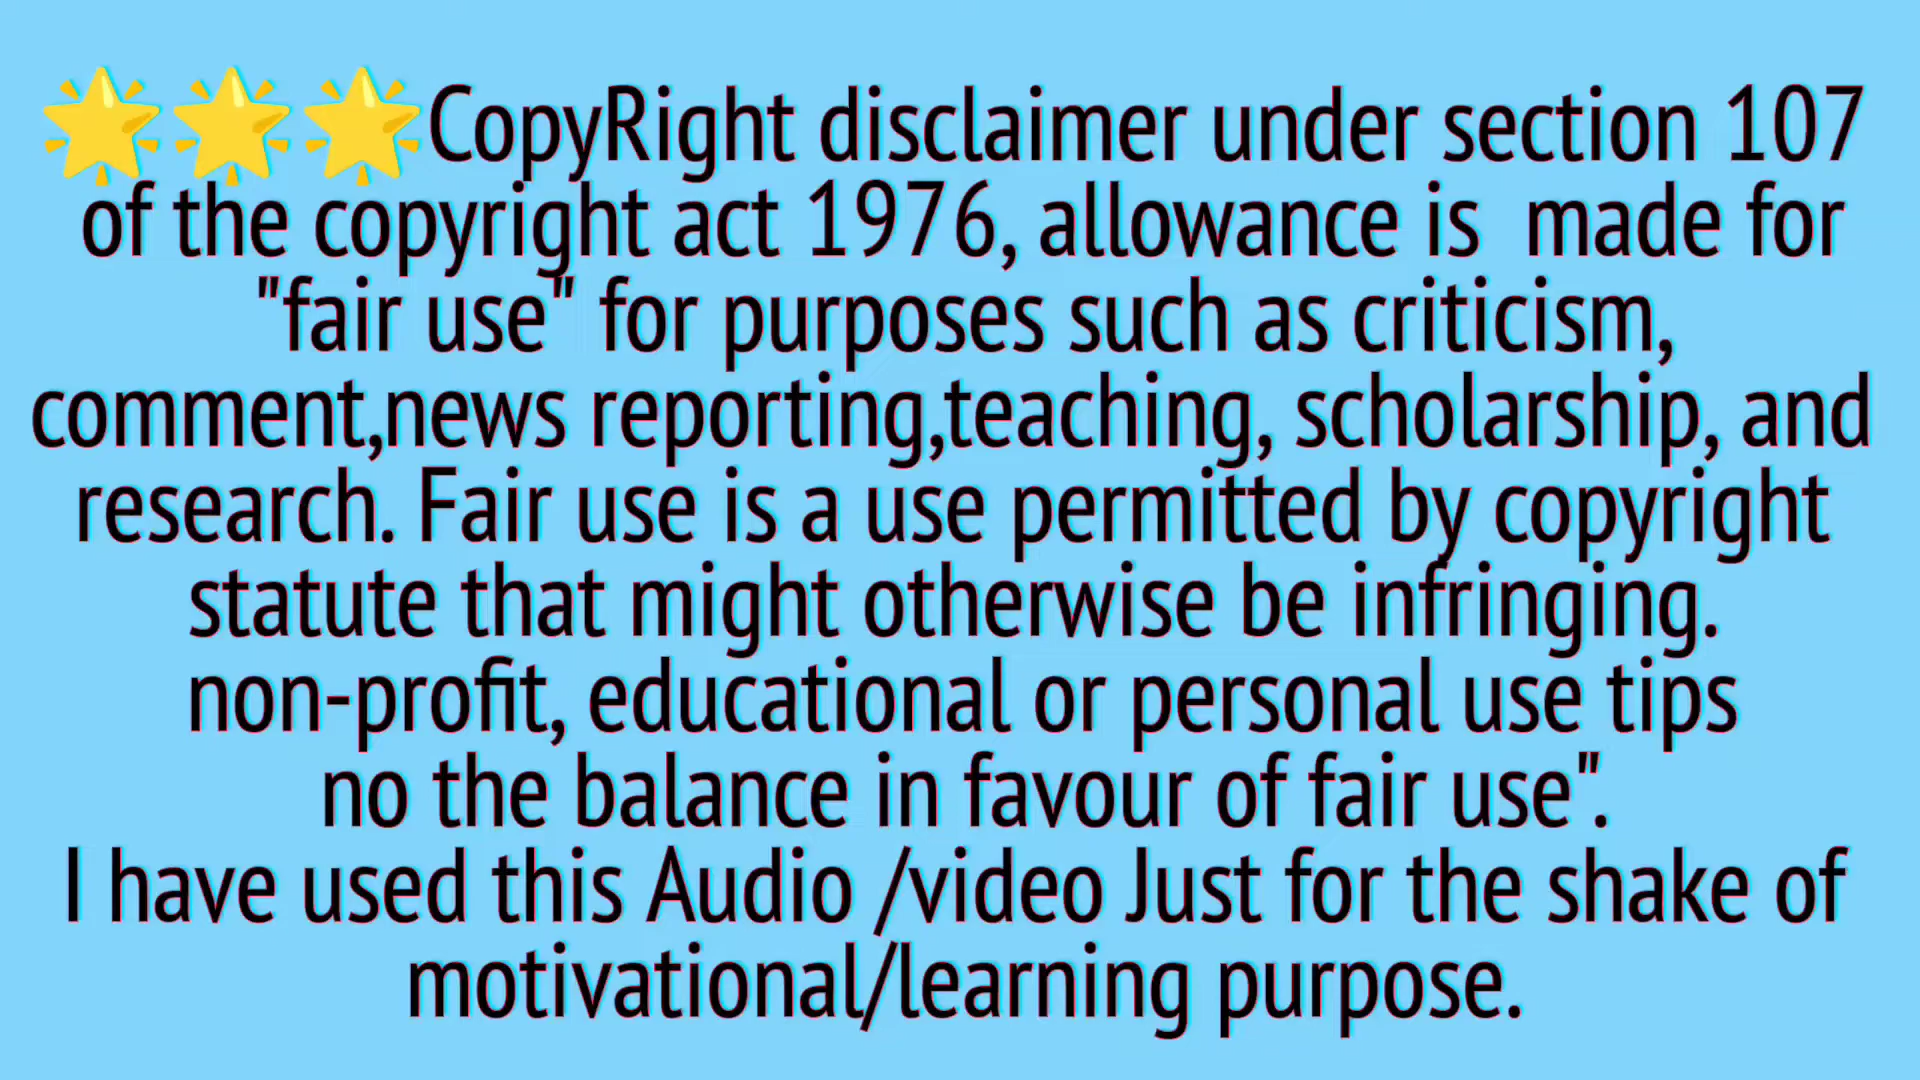 🌟🌟🌟CopyRight disclaimer under section 107
of the copyright act 1976, allowance is  made for
"fair use" for purposes such as criticism,
comment,news reporting,teaching, scholarship, and
research. Fair use is a use permitted by copyright
statute that might otherwise be infringing.
non-profit, educational or personal use tips
no the balance in favour of fair use".
I have used this Audio /video Just for the shake of
motivational/learning purpose.